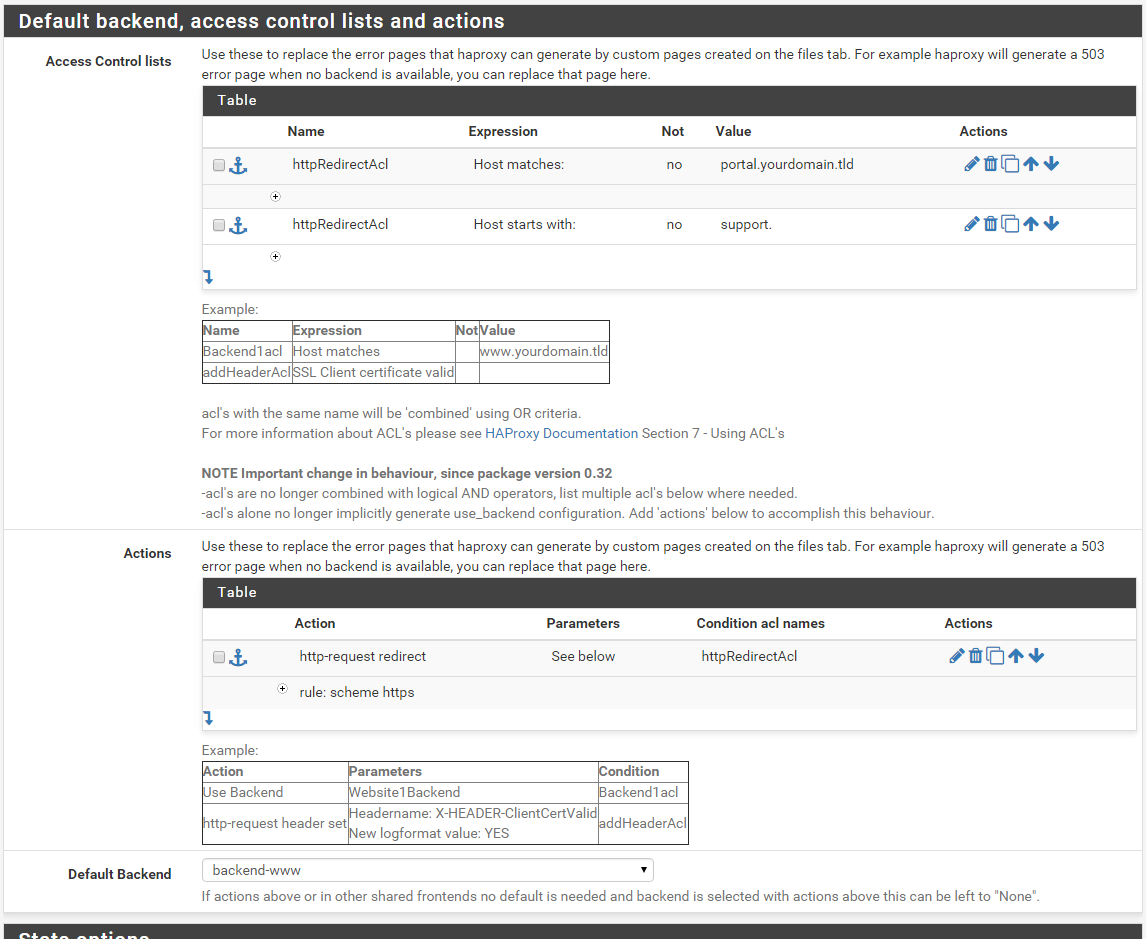 Default backend, access control lists and actions
Access Control lists
Use these to replace the error pages that haproxy can generate by custom pages created on the files tab. For example haproxy will generate a 503
error page when no backend is available, you can replace that page here.
Table
Name Expression Not Value Actions
httpRedirectAcl Host matches: no portal.yourdomain.tld
httpRedirectAcl Host starts with: no support.
Example:
Name Expression Not Value
Backend1acl Host matches www.yourdomain.tld
addHeaderAcl SSL Client certificate valid
acl's with the same name will be 'combined' using OR criteria.
For more information about ACL's please see HAProxy Documentation Section 7 - Using ACL's
NOTE Important change in behaviour, since package version 0.32
-acl's are no longer combined with logical AND operators, list multiple acl's below where needed.
-acl's alone no longer implicitly generate use_backend configuration. Add 'actions' below to accomplish this behaviour.
Actions
Use these to replace the error pages that haproxy can generate by custom pages created on the files tab. For example haproxy will generate a 503
error page when no backend is available, you can replace that page here.
Table
Action Parameters Condition acl names Actions
http-request redirect See below httpRedirectAcl
rule: scheme https
Example:
Action Parameters Condition
Use Backend Website1Backend Backend1acl
http-request header set Headername: X-HEADER-ClientCertValid addHeaderAcl
New logformat value: YES
Default Backend
backend-www
If actions above or in other shared frontends no default is needed and backend is selected with actions above this can be left to "None".
Stats options